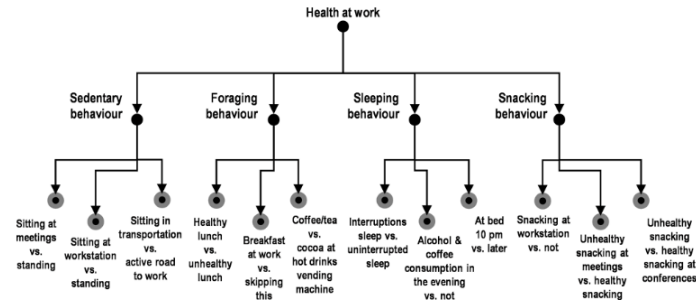 Health at work
Sedentary
behaviour
Foraging
behaviour
Sleeping
behaviour
Snacking
behaviour
Sitting at
meetings
vs.
standing
Sitting at
workstation
vs.
standing
Sitting in
transportation
vs.
active road
to work
Healthy
lunch
vs.
unhealthy
lunch
Breakfast
at work
vs.
skipping
this
Coffee/tea
vs.
cocoa at
hot drinks
vending
machine
Interruptions
sleep vs.
uninterrupted
sleep
Alcohol &
coffee
consumption in
the evening
vs. not
At bed
10 pm
vs. later
Snacking at
workstation
vs. not
Unhealthy
snacking at
meetings
vs. healthy
snacking
Unhealthy
snacking
vs. healthy
snacking at
conferences